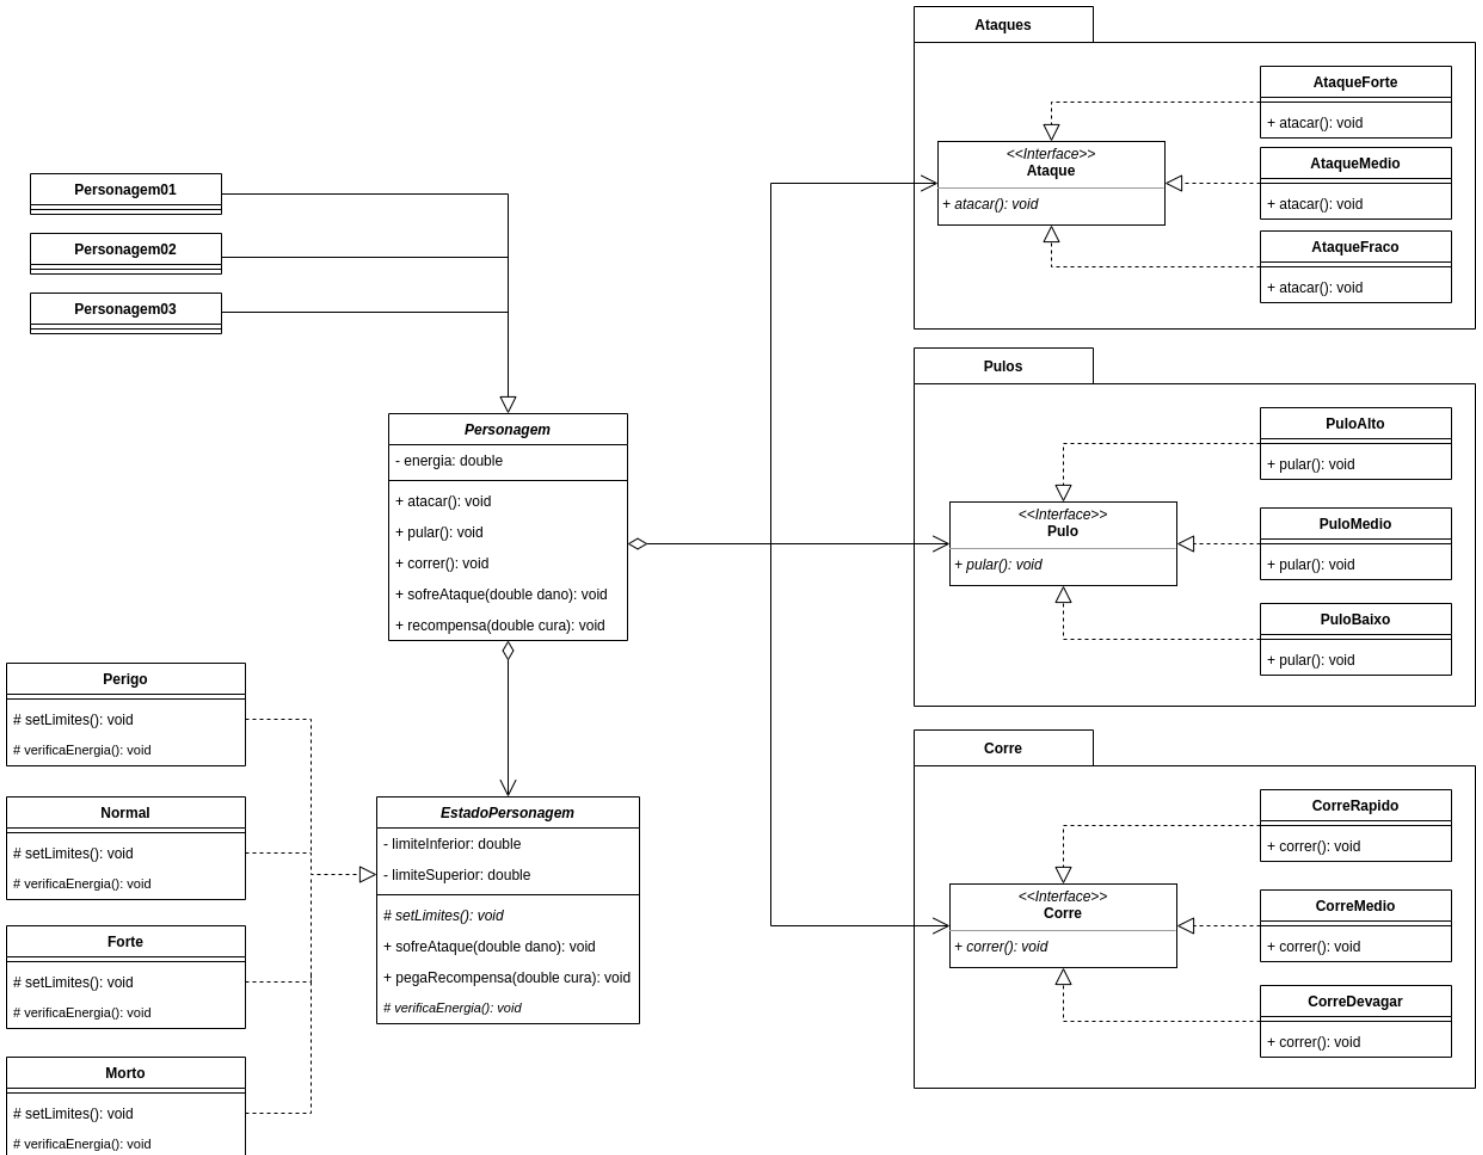 Ataques
AtaqueForte
+ atacar(): void
<<Interface>>
Ataque
+ atacar(): void
AtaqueMedio
+ atacar(): void
AtaqueFraco
+ atacar(): void
Personagem01
Personagem02
Personagem03
Personagem
- energia: double
+ atacar(): void
+ pular(): void
+ correr(): void
+ sofreAtaque(double dano): void
+ recompensa(double cura): void
Pulos
PuloAlto
+ pular(): void
<<Interface>>
Pulo
+ pular(): void
PuloMedio
+ pular(): void
PuloBaixo
+ pular(): void
Perigo
# setLimites(): void
# verificaEnergia(): void
Normal
# setLimites(): void
# verificaEnergia(): void
Forte
# setLimites(): void
# verificaEnergia(): void
Morto
# setLimites(): void
# verificaEnergia(): void
EstadoPersonagem
- limiteInferior: double
- limiteSuperior: double
# setLimites(): void
+ sofreAtaque(double dano): void
+ pegaRecompensa(double cura): void
# verificaEnergia(): void
Corre
CorreRapido
+ correr(): void
<<Interface>>
Corre
+ correr(): void
CorreMedio
+ correr(): void
CorreDevagar
+ correr(): void